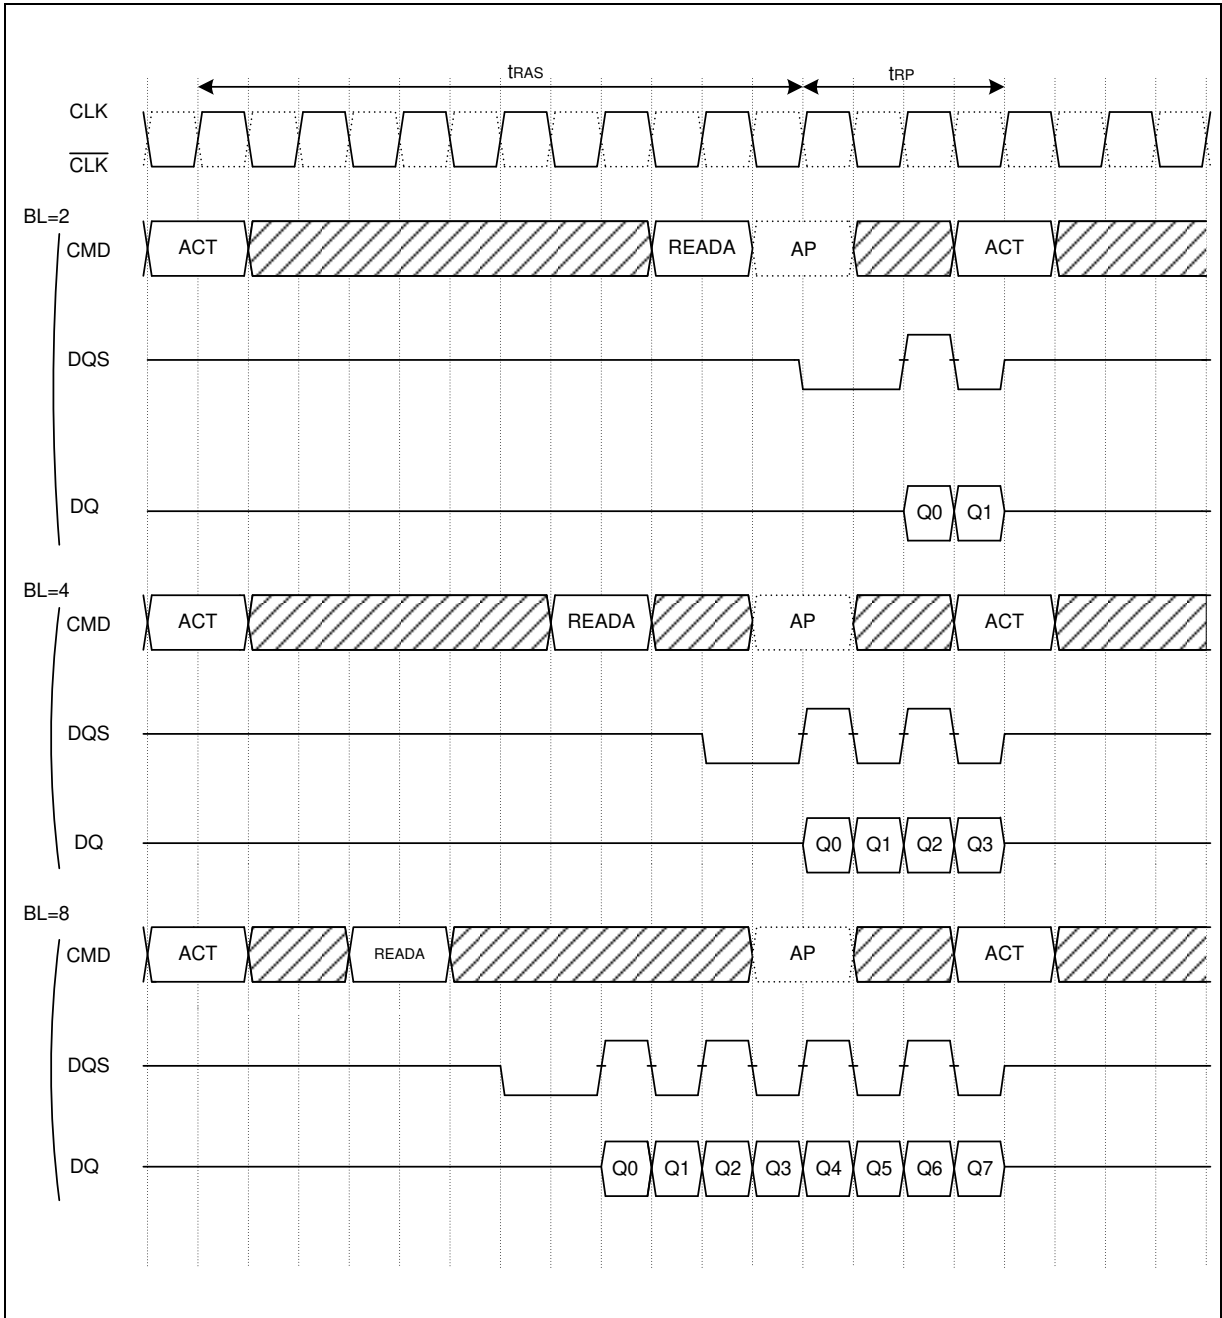 tRAS tRP
CLK
CLK
BL=2
CMD ACT READA AP ACT
DQS
DQ Q0 Q1
BL=4
CMD ACT READA AP ACT
DQS
DQ Q0 Q1 Q2 Q3
BL=8
CMD ACT READA AP ACT
DQS
DQ Q0 Q1 Q2 Q3 Q4 Q5 Q6 Q7